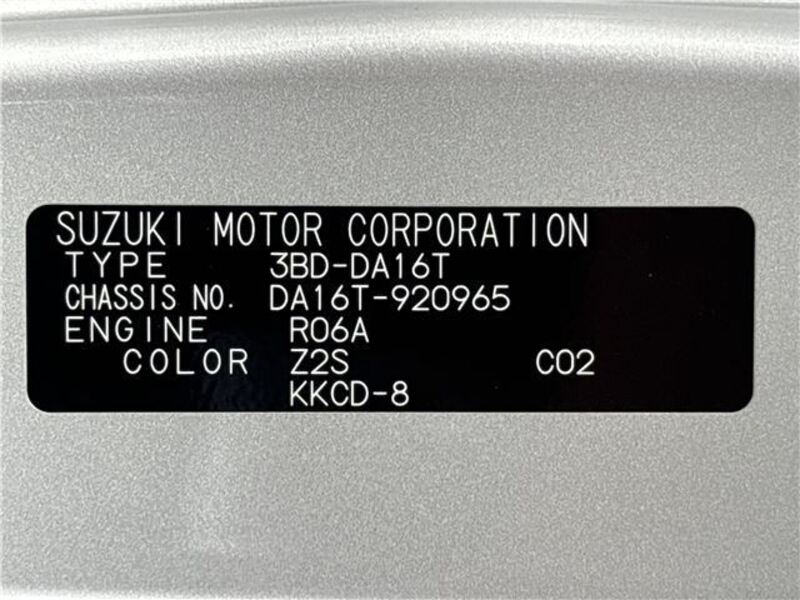 SUZUKI MOTOR CORPORATION
TYPE 3BD-DA16T
CHASSIS NO. DA16T-920965
ENGINE R06A
COLOR Z2S C02
KKCD-8